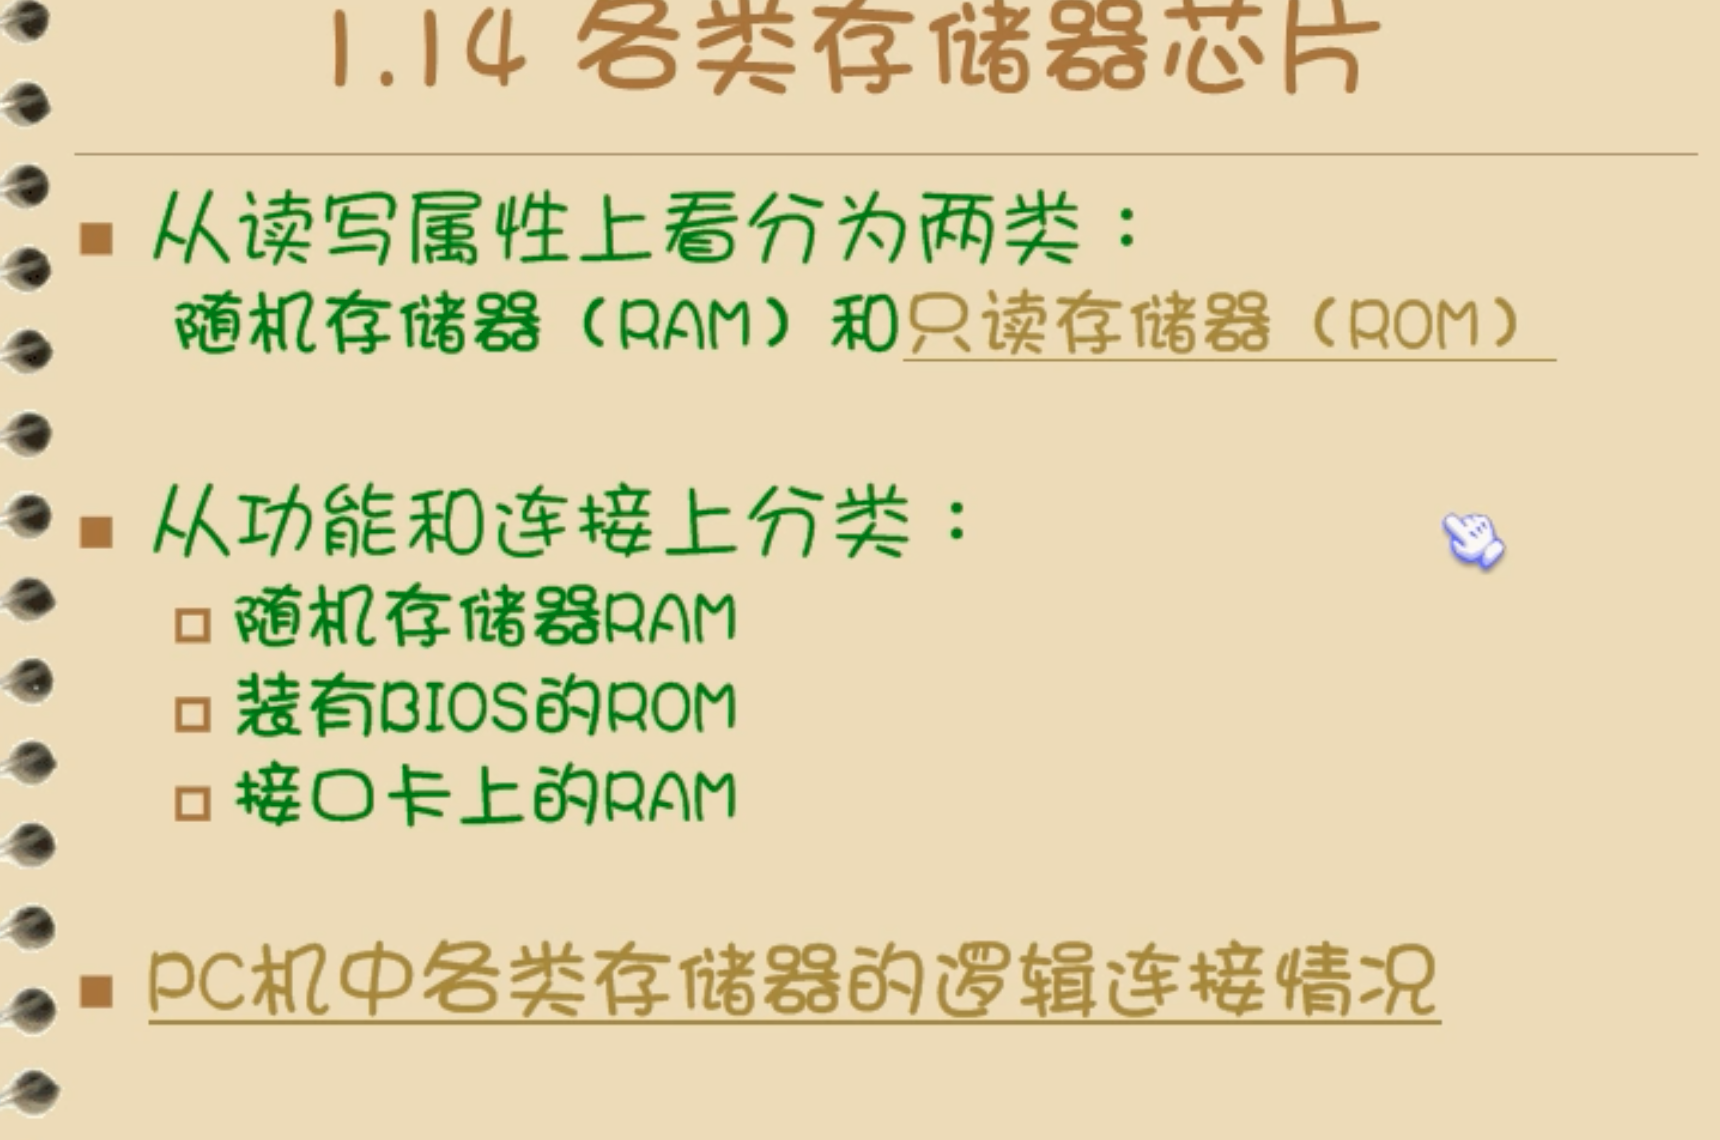 1.14 各类存储器芯片
从读写属性上看分为两类：
随机存储器（RAM）和只读存储器（ROM）
从功能和连接上分类：
随机存储器RAM
装有BIOS的ROM
接口卡上的RAM
PC机中各类存储器的逻辑连接情况